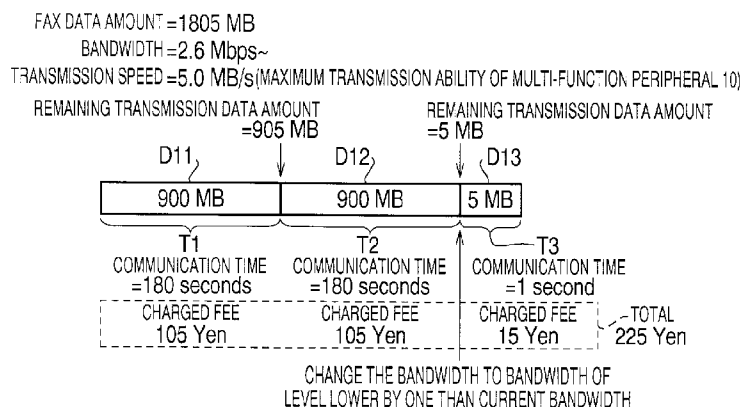 FAX DATA AMOUNT =1805 MB
BANDWIDTH =2.6 Mbps~
TRANSMISSION SPEED =5.0 MB/s(MAXIMUM TRANSMISSION ABILITY OF MULTI-FUNCTION PERIPHERAL 10)
REMAINING TRANSMISSION DATA AMOUNT
=905 MB
REMAINING TRANSMISSION DATA AMOUNT
=5 MB
D11 D12 D13
900 MB 900 MB 5 MB
T1 T2 T3
COMMUNICATION TIME COMMUNICATION TIME COMMUNICATION TIME
=180 seconds =180 seconds =1 second
CHARGED FEE CHARGED FEE CHARGED FEE TOTAL
105 Yen 105 Yen 15 Yen 225 Yen
CHANGE THE BANDWIDTH TO BANDWIDTH OF
LEVEL LOWER BY ONE THAN CURRENT BANDWIDTH